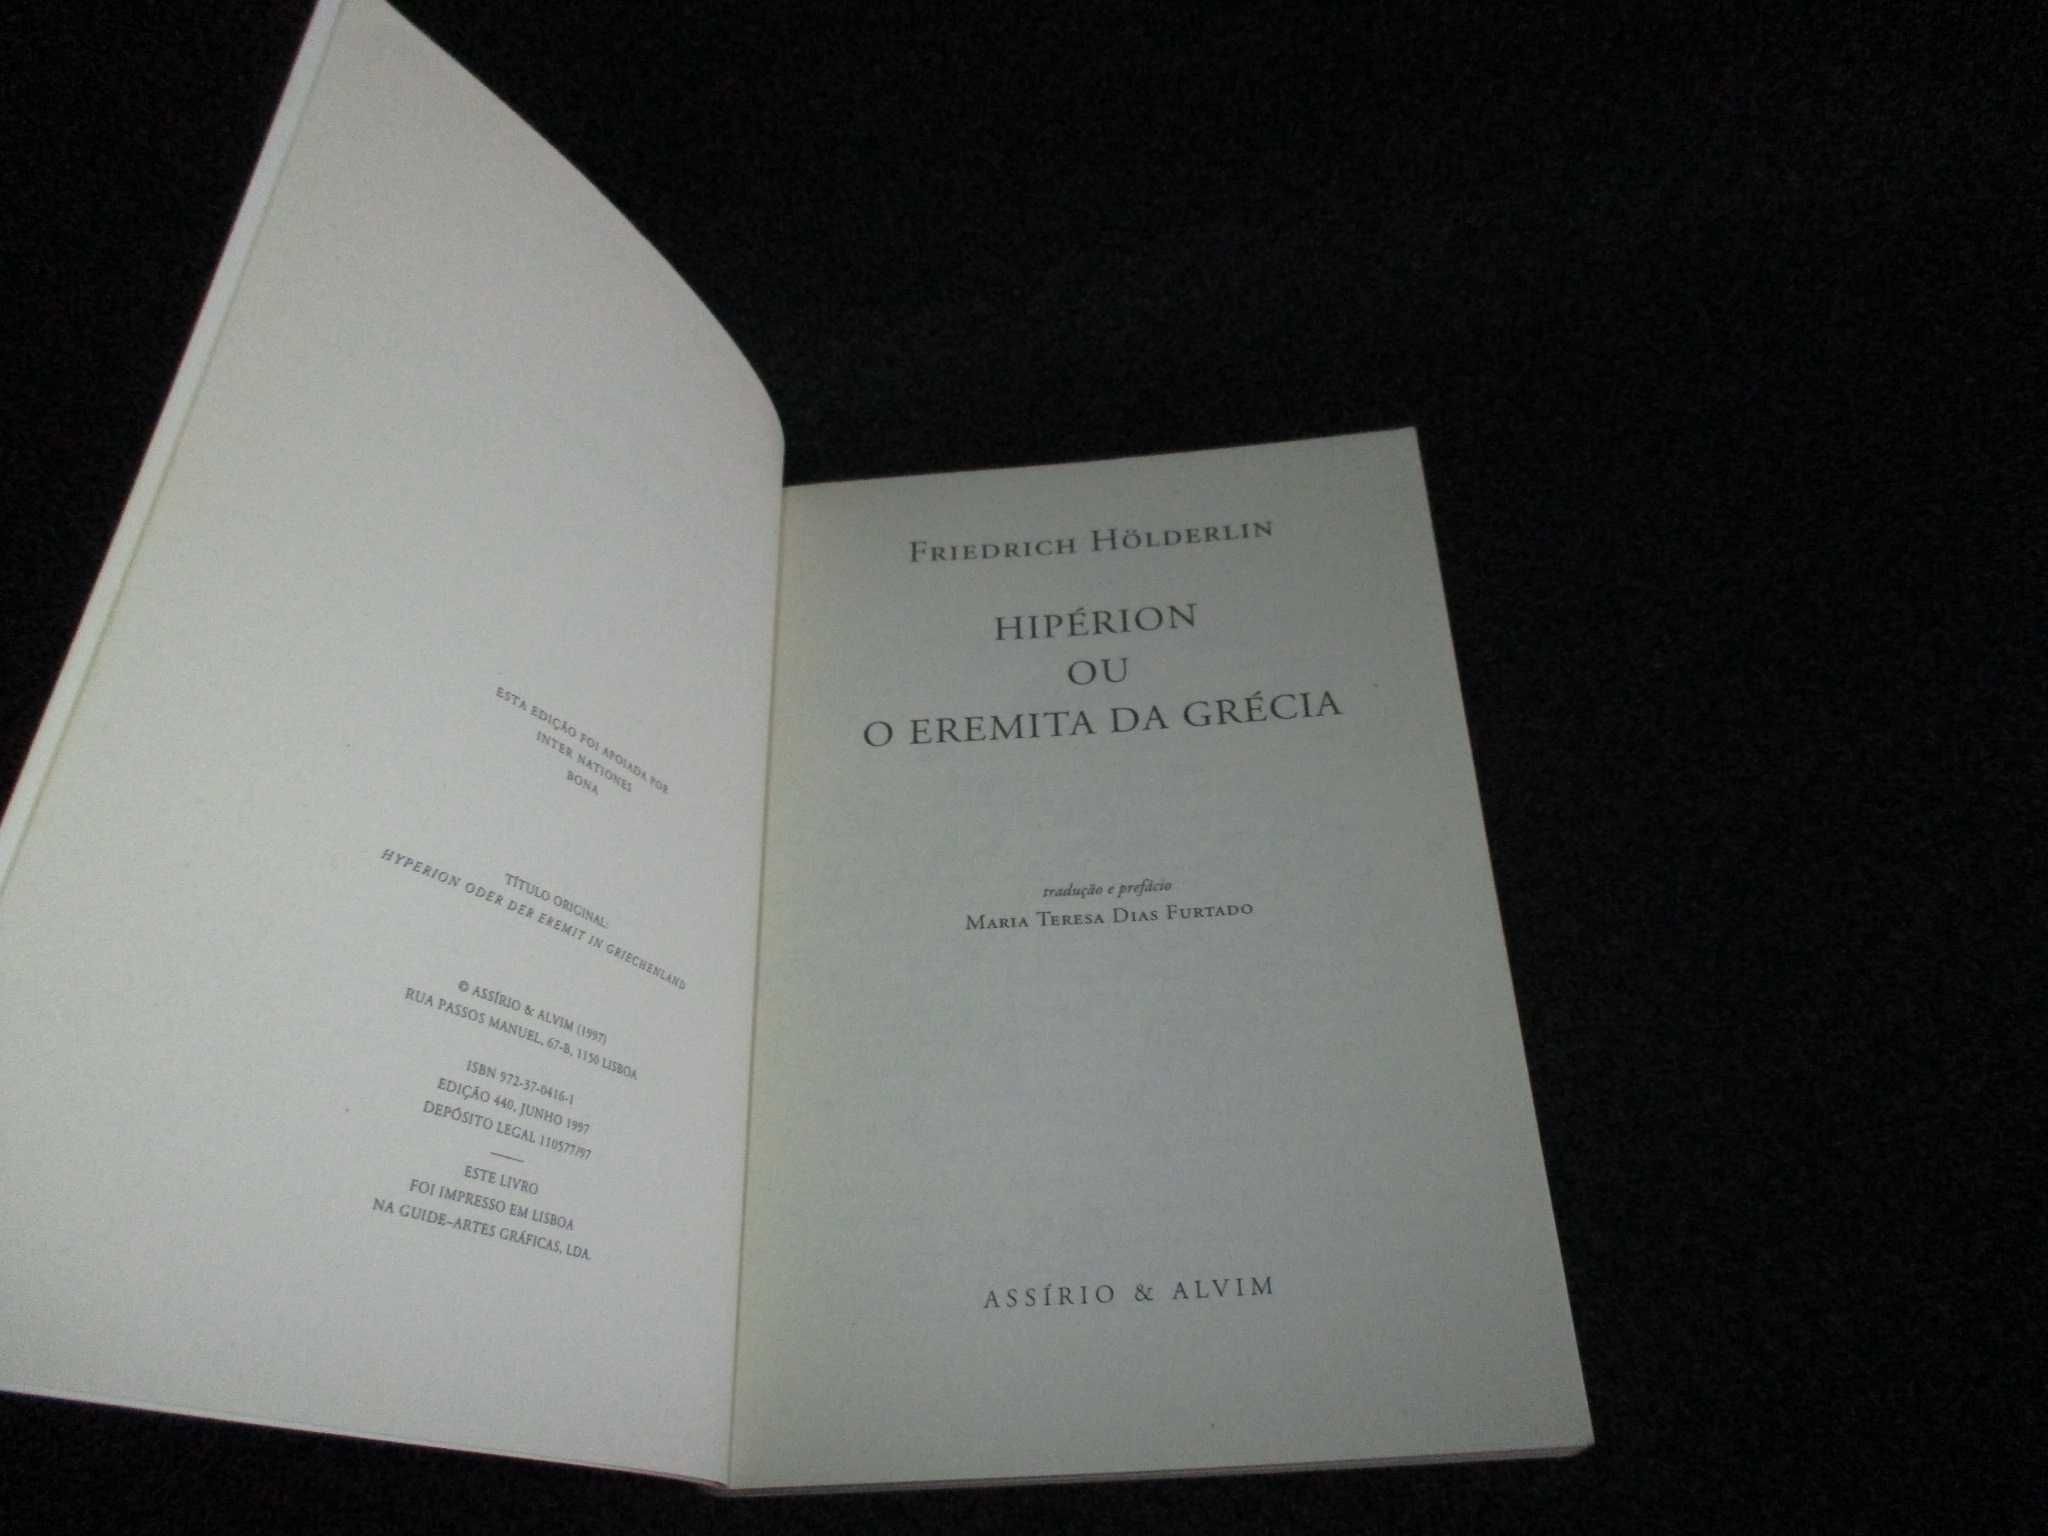 ESTA EDIÇÃO FOI APOIADA POR
INTER NATIONES
BONA
TÍTULO ORIGINAL:
HYPERION ODER DER EREMIT IN GRIECHENLAND
© ASSÍRIO & ALVIM (1997)
RUA PASSOS MANUEL, 67-B, 1150 LISBOA
ISBN 972-37-0416-1
EDIÇÃO 440, JUNHO 1997
DEPÓSITO LEGAL 110577/97
ESTE LIVRO
FOI IMPRESSO EM LISBOA
NA GUIDE–ARTES GRÁFICAS, LDA.
FRIEDRICH HÖLDERLIN
HIPÉRION
OU
O EREMITA DA GRÉCIA
tradução e prefácio
MARIA TERESA DIAS FURTADO
ASSÍRIO & ALVIM